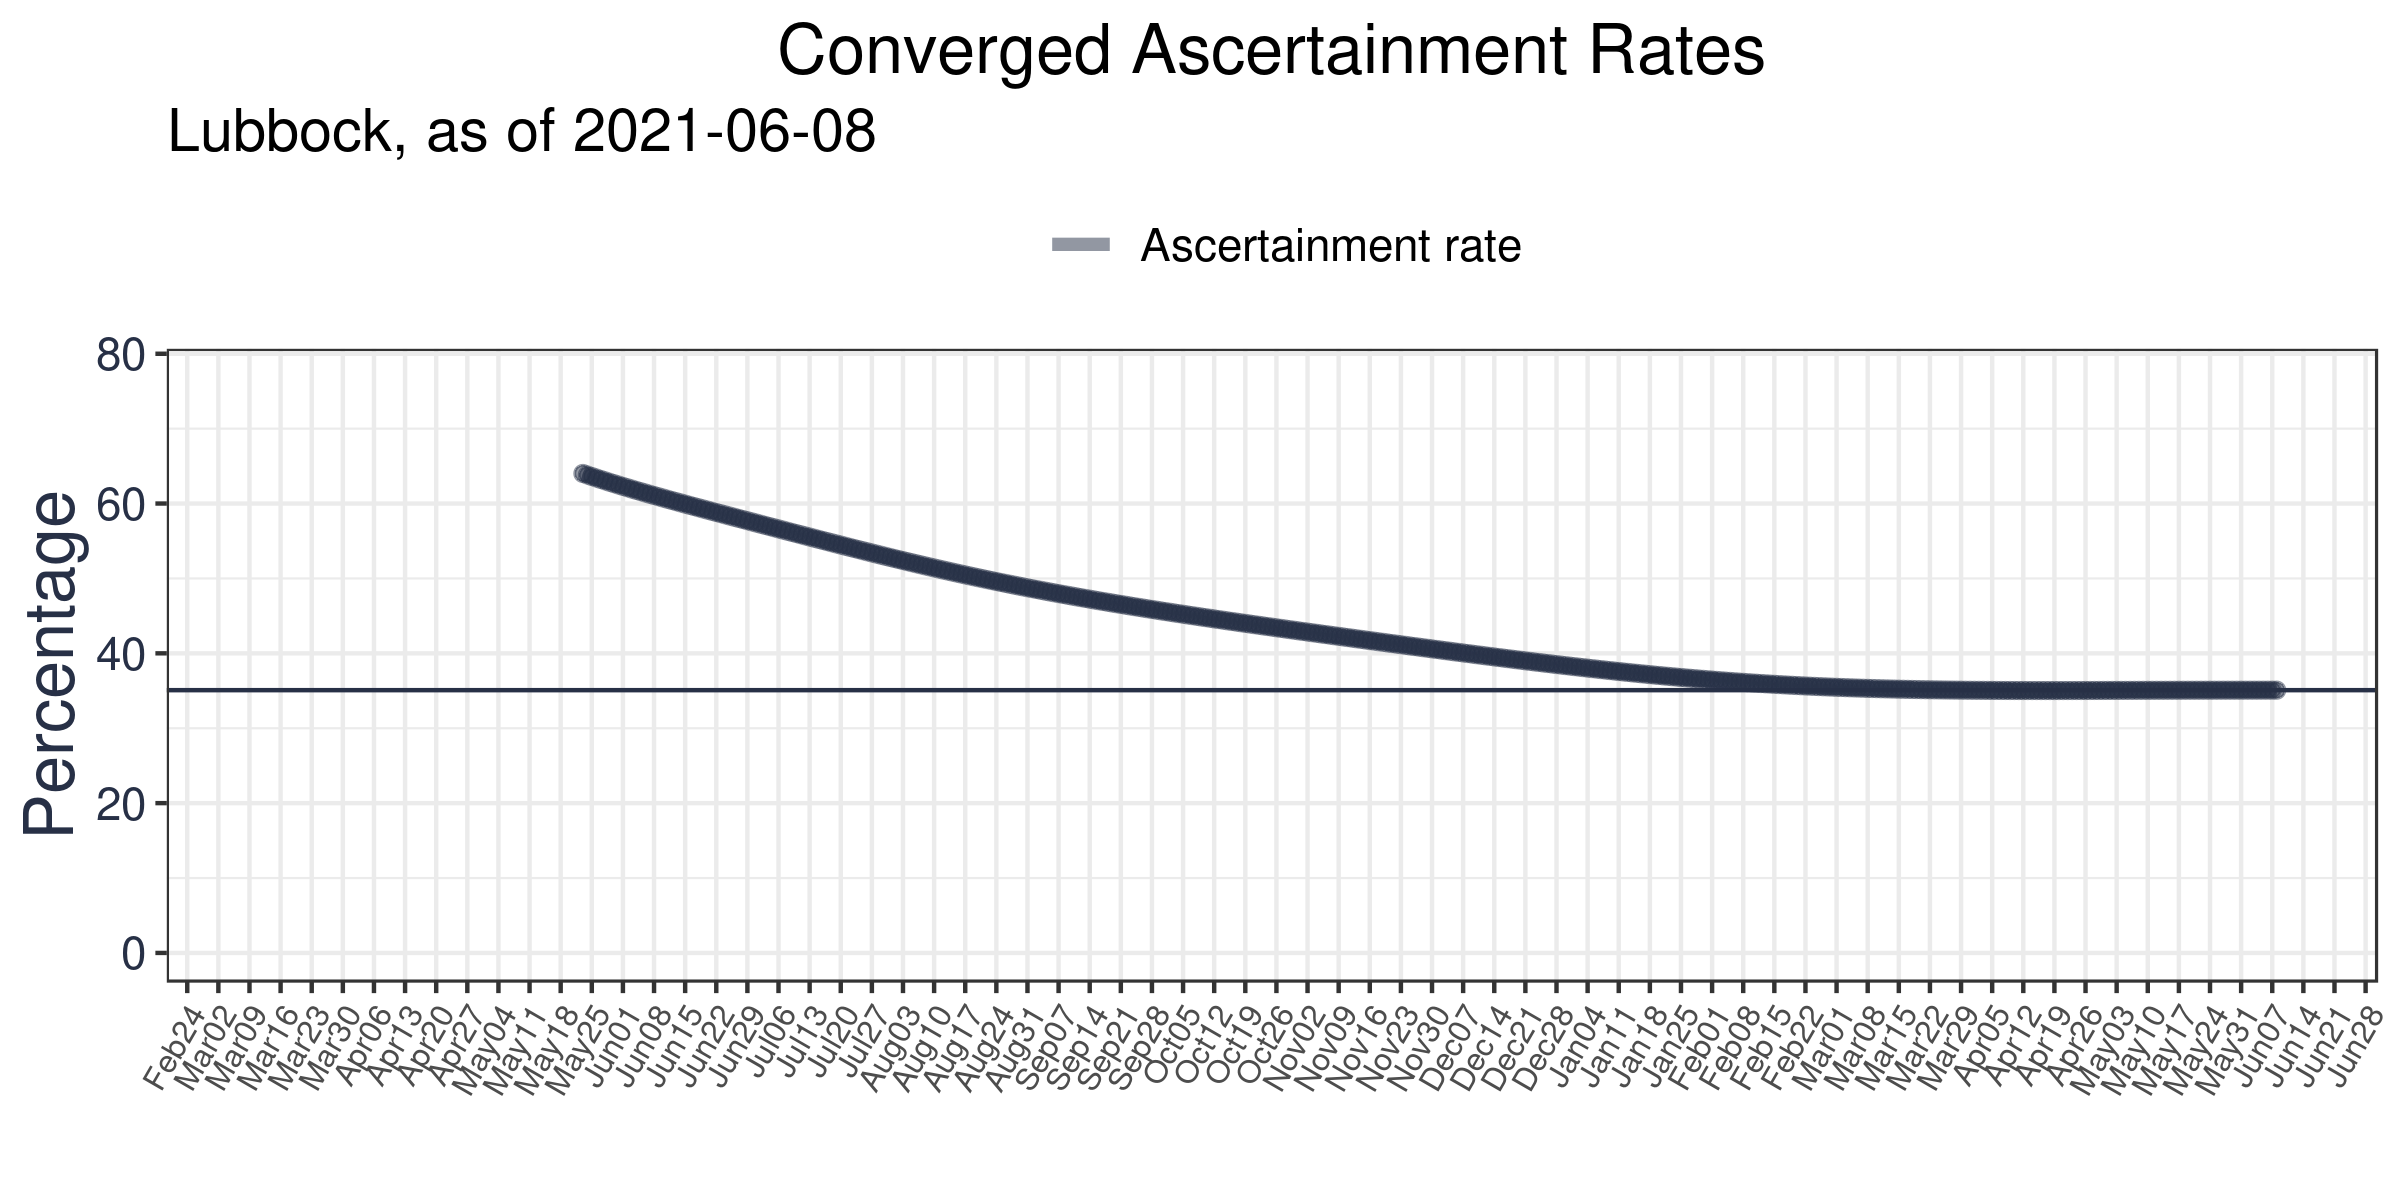 Converged Ascertainment Rates
Lubbock, as of 2021-06-08
Ascertainment rate
Percentage
80
60
40
20
0
Feb24
Mar02
Mar09
Mar16
Mar23
Mar30
Apr06
Apr13
Apr20
Apr27
May04
May11
May18
May25
Jun01
Jun08
Jun15
Jun22
Jun29
Jul06
Jul13
Jul20
Jul27
Aug03
Aug10
Aug17
Aug24
Aug31
Sep07
Sep14
Sep21
Sep28
Oct05
Oct12
Oct19
Oct26
Nov02
Nov09
Nov16
Nov23
Nov30
Dec07
Dec14
Dec21
Dec28
Jan04
Jan11
Jan18
Jan25
Feb01
Feb08
Feb15
Feb22
Mar01
Mar08
Mar15
Mar22
Mar29
Apr05
Apr12
Apr19
Apr26
May03
May10
May17
May24
May31
Jun07
Jun14
Jun21
Jun28